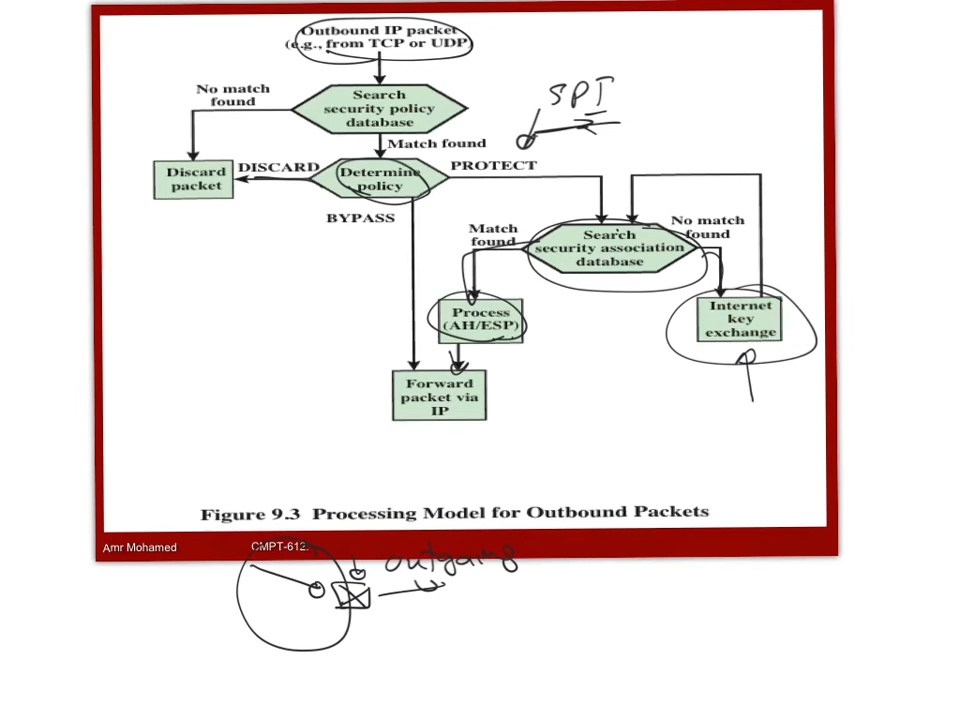 Outbound IP packet
(e.g., from TCP or UDP)
No match
found
Search
security policy
database
Match found
Discard
packet
DISCARD
Determine
policy
PROTECT
BYPASS
Match
found
Search
security association
database
No match
found
Process
(AH/ESP)
Internet
key
exchange
Forward
packet via
IP
Figure 9.3 Processing Model for Outbound Packets
Amr Mohamed
CMPT-612:
outgoing